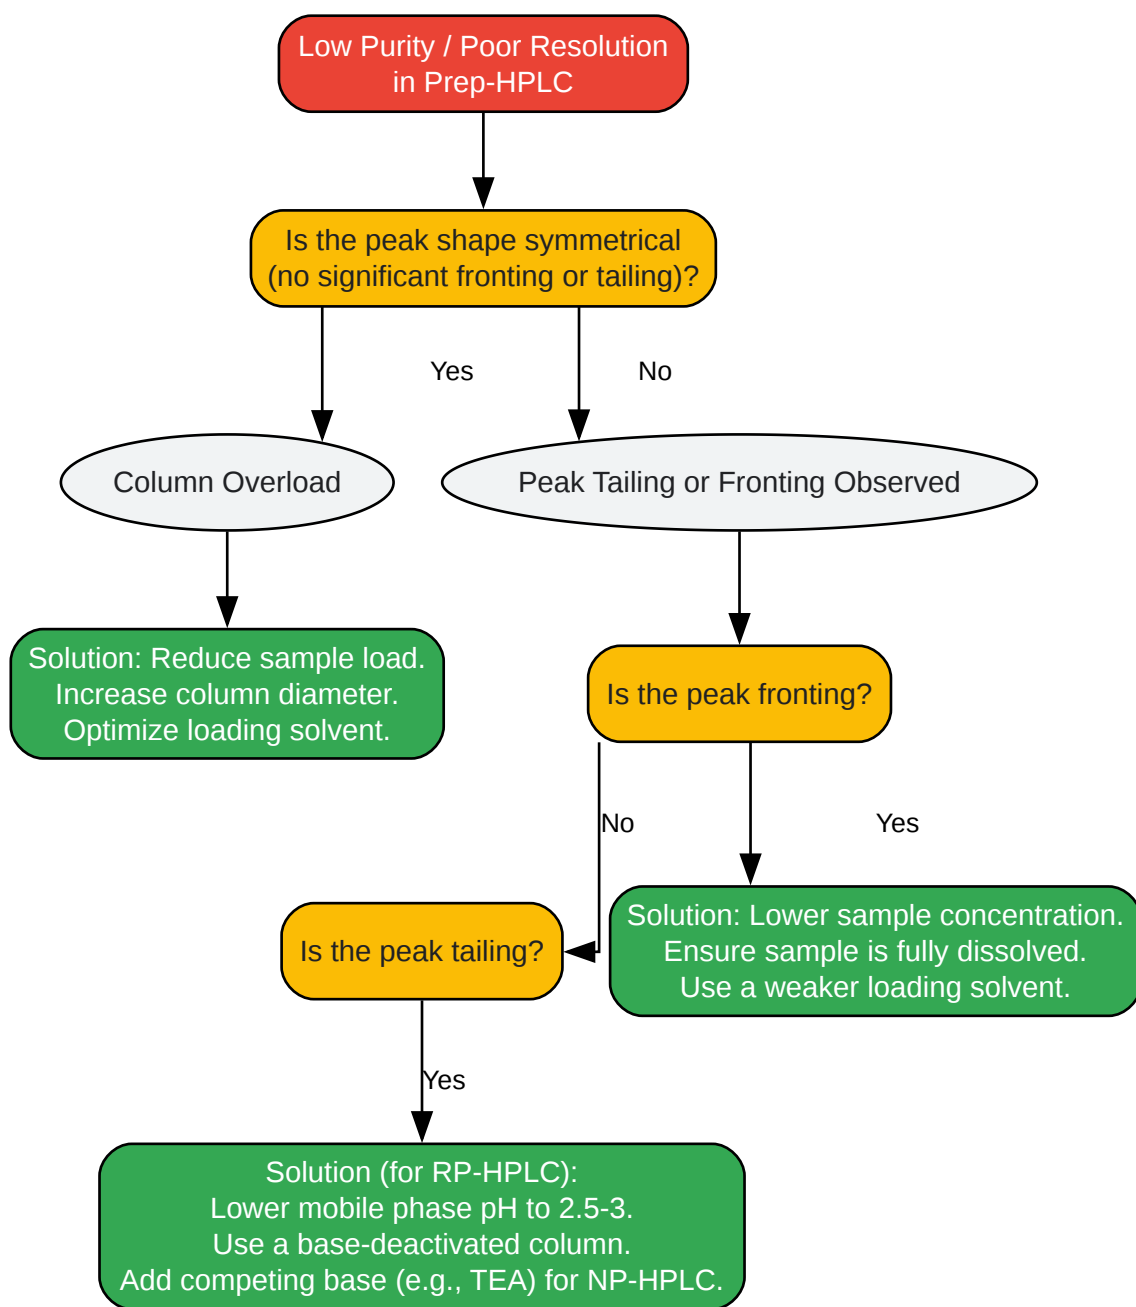 Low Purity / Poor Resolution
in Prep-HPLC
Is the peak shape symmetrical
(no significant fronting or tailing)?
Yes
No
Column Overload
Peak Tailing or Fronting Observed
Solution: Reduce sample load.
Increase column diameter.
Optimize loading solvent.
Is the peak fronting?
No
Yes
Is the peak tailing?
Solution: Lower sample concentration.
Ensure sample is fully dissolved.
Use a weaker loading solvent.
Yes
Solution (for RP-HPLC):
Lower mobile phase pH to 2.5-3.
Use a base-deactivated column.
Add competing base (e.g., TEA) for NP-HPLC.